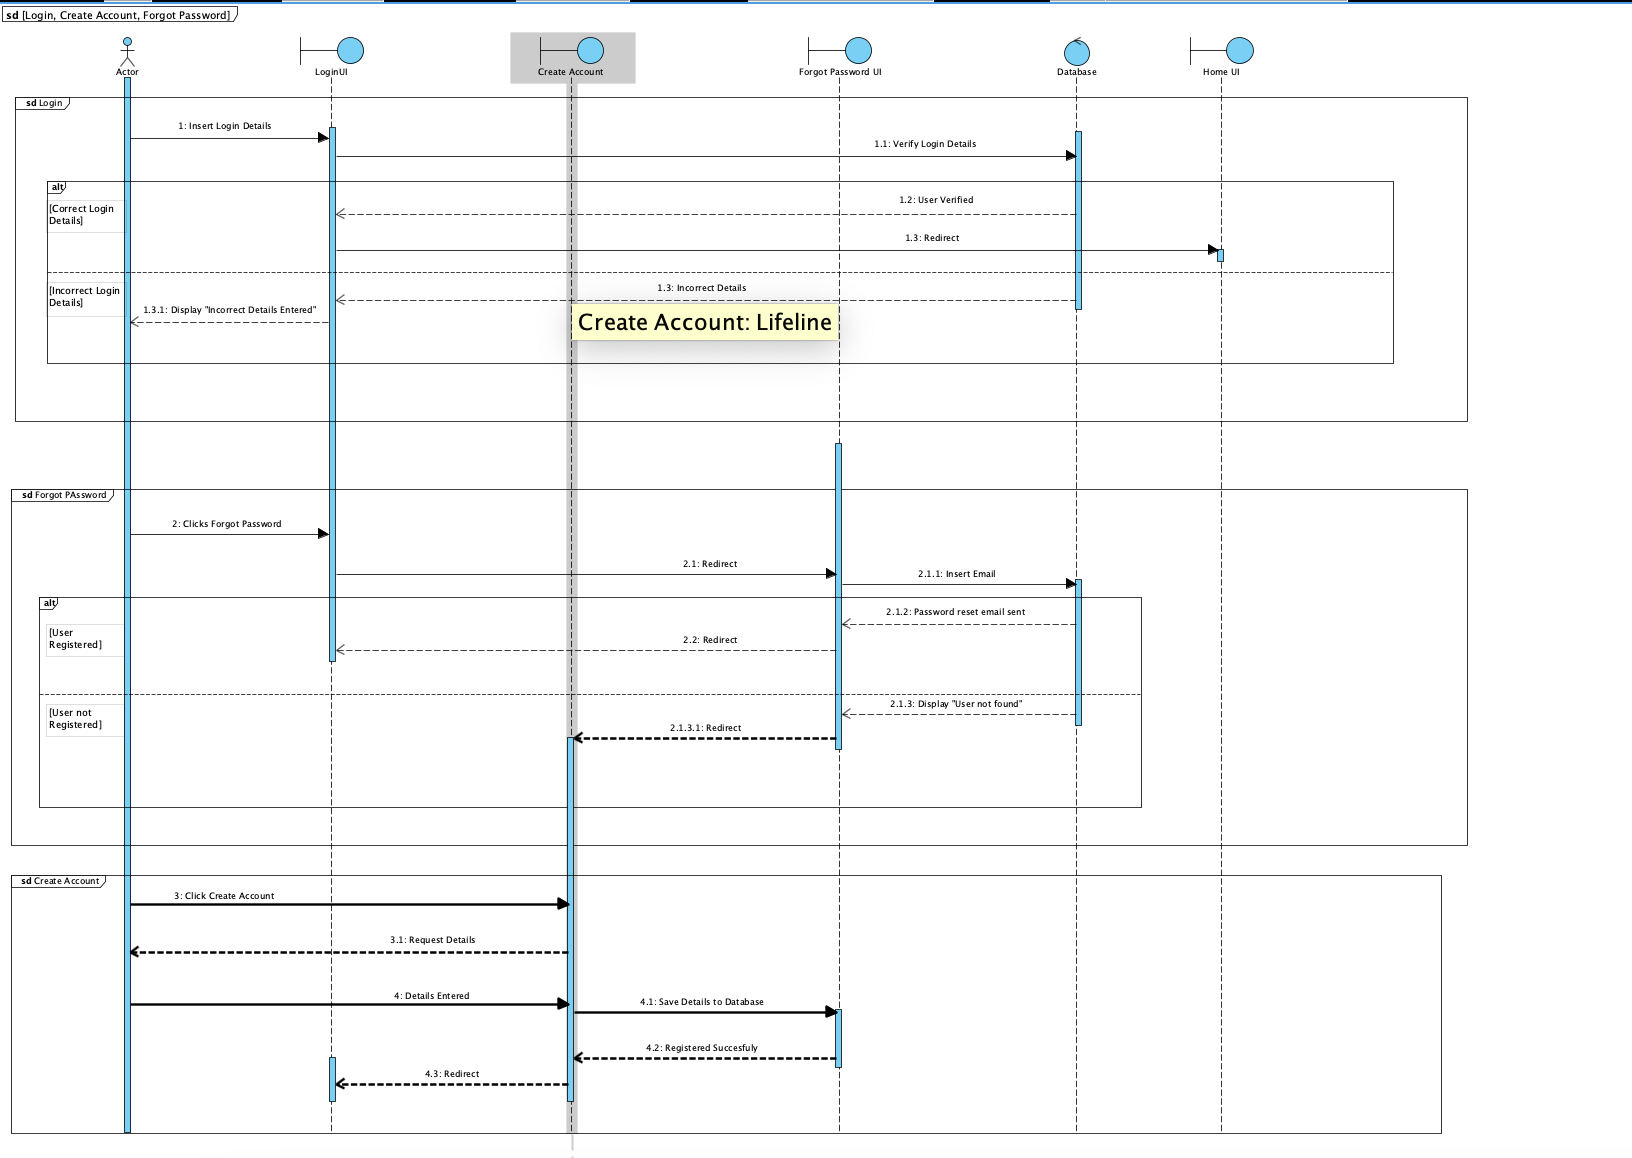 sd [Login, Create Account, Forgot Password]
Actor
LoginUI
Create Account
Forgot Password UI
Database
Home UI
sd Login
1: Insert Login Details
1.1: Verify Login Details
alt
[Correct Login
Details]
1.2: User Verified
1.3: Redirect
[Incorrect Login
Details]
1.3: Incorrect Details
1.3.1: Display "Incorrect Details Entered"
Create Account: Lifeline
sd Forgot PAssword
2: Clicks Forgot Password
2.1: Redirect
2.1.1: Insert Email
alt
2.1.2: Password reset email sent
[User
Registered]
2.2: Redirect
[User not
Registered]
2.1.3: Display "User not found"
2.1.3.1: Redirect
sd Create Account
3: Click Create Account
3.1: Request Details
4: Details Entered
4.1: Save Details to Database
4.2: Registered Succesfuly
4.3: Redirect